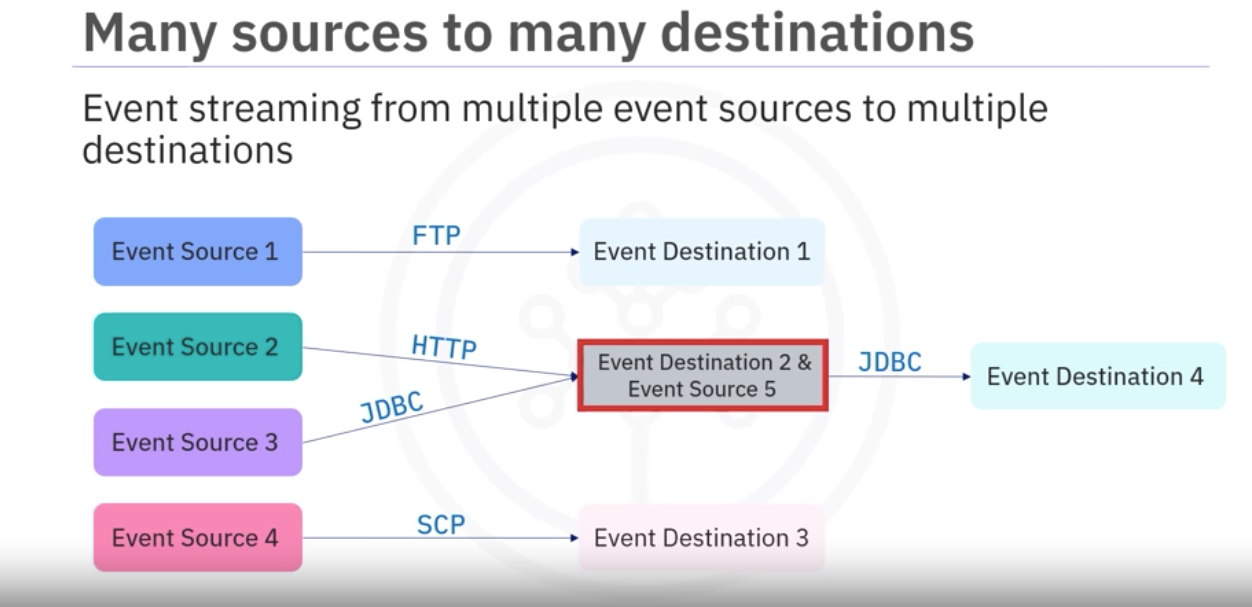 Many sources to many destinations
Event streaming from multiple event sources to multiple
destinations
Event Source 1
FTP
Event Destination 1
Event Source 2
HTTP
Event Destination 2 &
Event Source 5
JDBC
Event Destination 4
JDBC
Event Source 3
Event Source 4
SCP
Event Destination 3